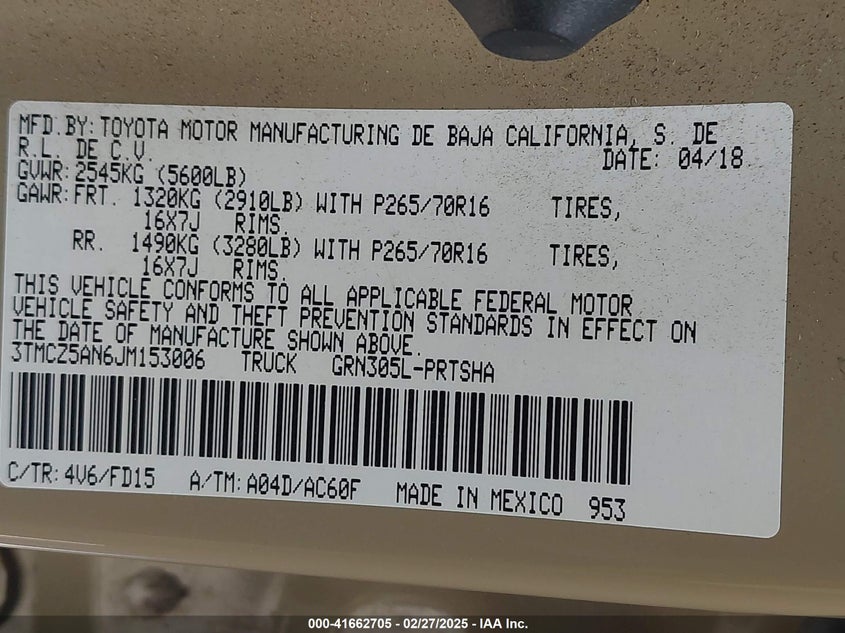 MFD. BY: TOYOTA MOTOR MANUFACTURING DE BAJA CALIFORNIA, S. DE
R.L. DE C.V. DATE: 04/18
GVWR: 2545KG (5600LB)
GAWR: FRT. 1320KG (2910LB) WITH P265/70R16 TIRES,
16X7J RIMS.
RR. 1490KG (3280LB) WITH P265/70R16 TIRES,
16X7J RIMS.
THIS VEHICLE CONFORMS TO ALL APPLICABLE FEDERAL MOTOR
VEHICLE SAFETY AND THEFT PREVENTION STANDARDS IN EFFECT ON
THE DATE OF MANUFACTURE SHOWN ABOVE.
3TMCZ5AN6JM153006 TRUCK GRN305L-PRTSHA
C/TR: 4V6/FD15 A/TM: A04D/AC60F MADE IN MEXICO 953
000-41662705 - 02/27/2025 - IAA Inc.